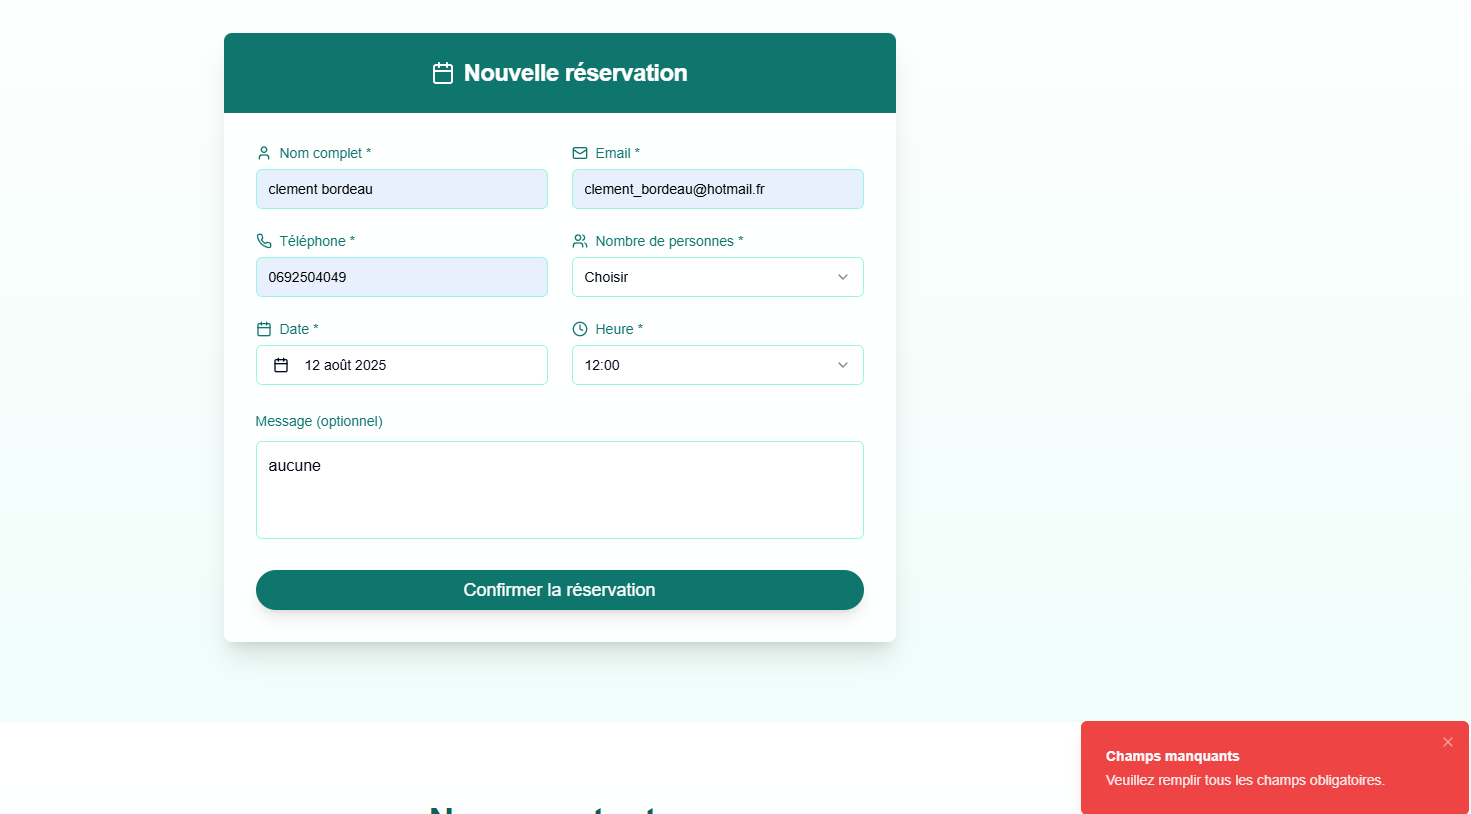 Nouvelle réservation
Nom complet *
Email *
clement bordeau
clement_bordeau@hotmail.fr
Téléphone *
Nombre de personnes *
0692504049
Choisir
Date *
Heure *
12 août 2025
12:00
Message (optionnel)
aucune
Confirmer la réservation
Champs manquants
Veuillez remplir tous les champs obligatoires.